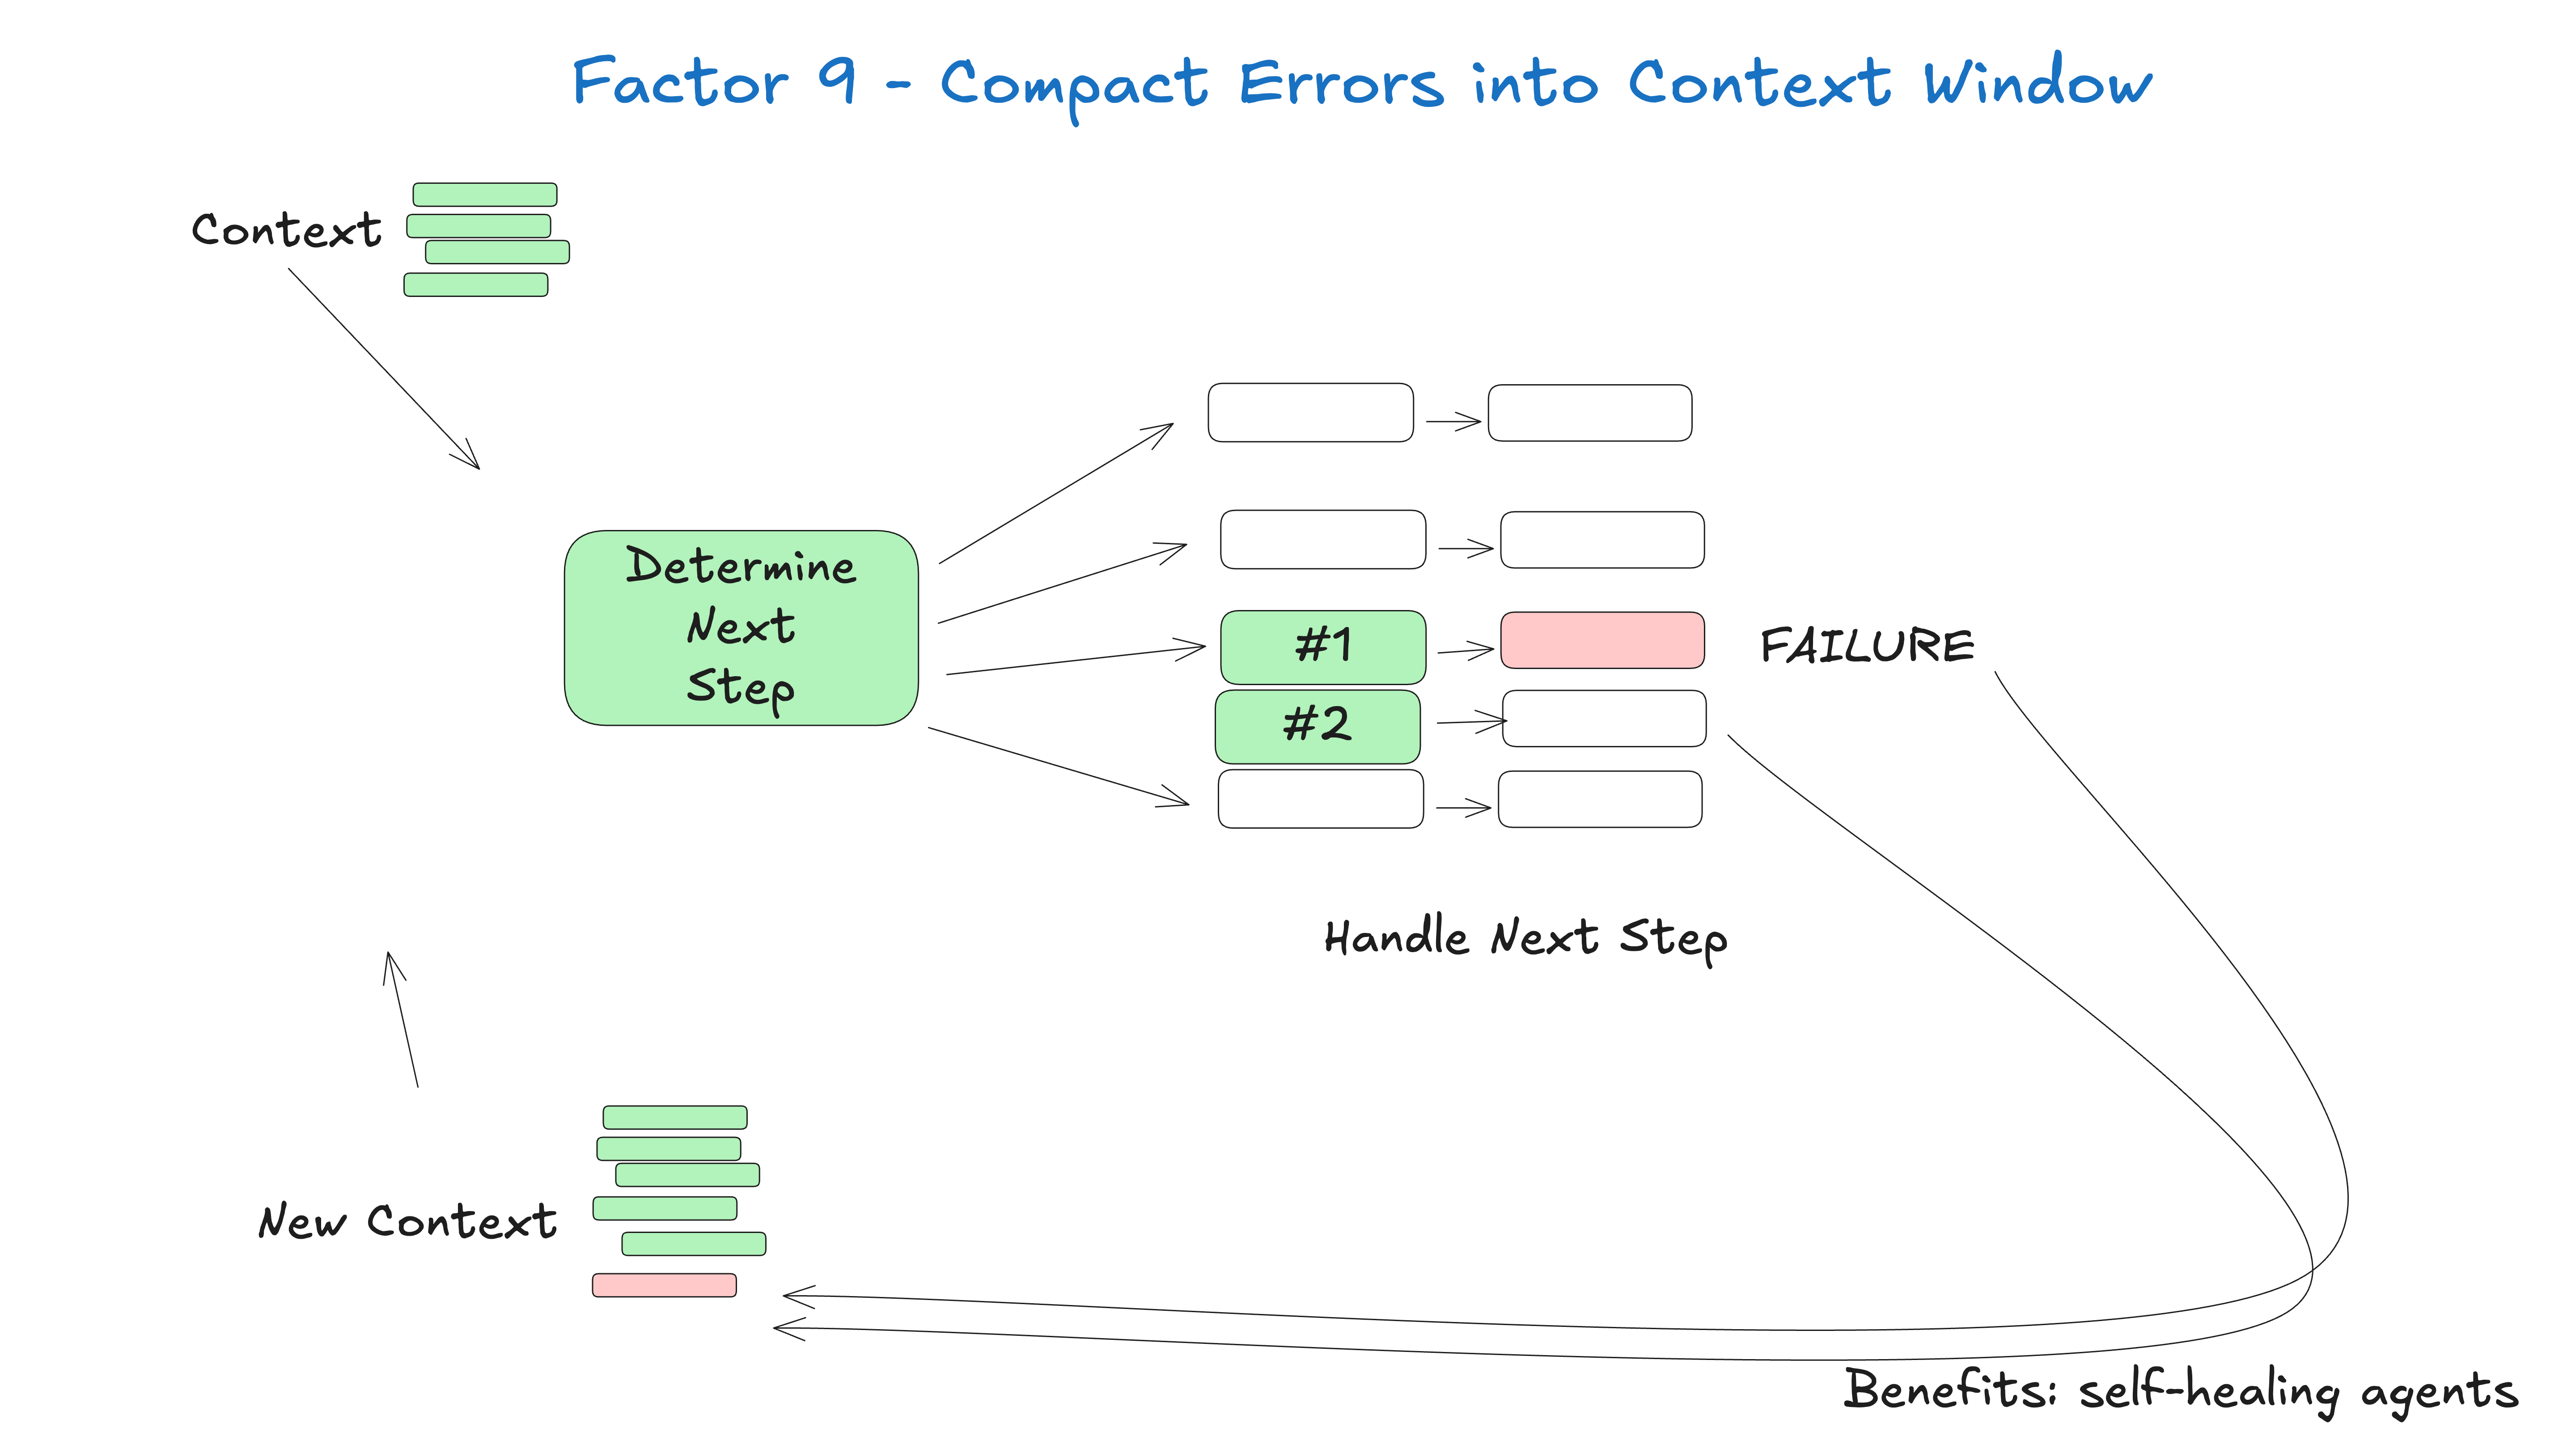 Factor 9 - Compact Errors into Context Window
Context
Determine
Next
Step
#1
FAILURE
#2
Handle Next Step
New Context
Benefits: self-healing agents